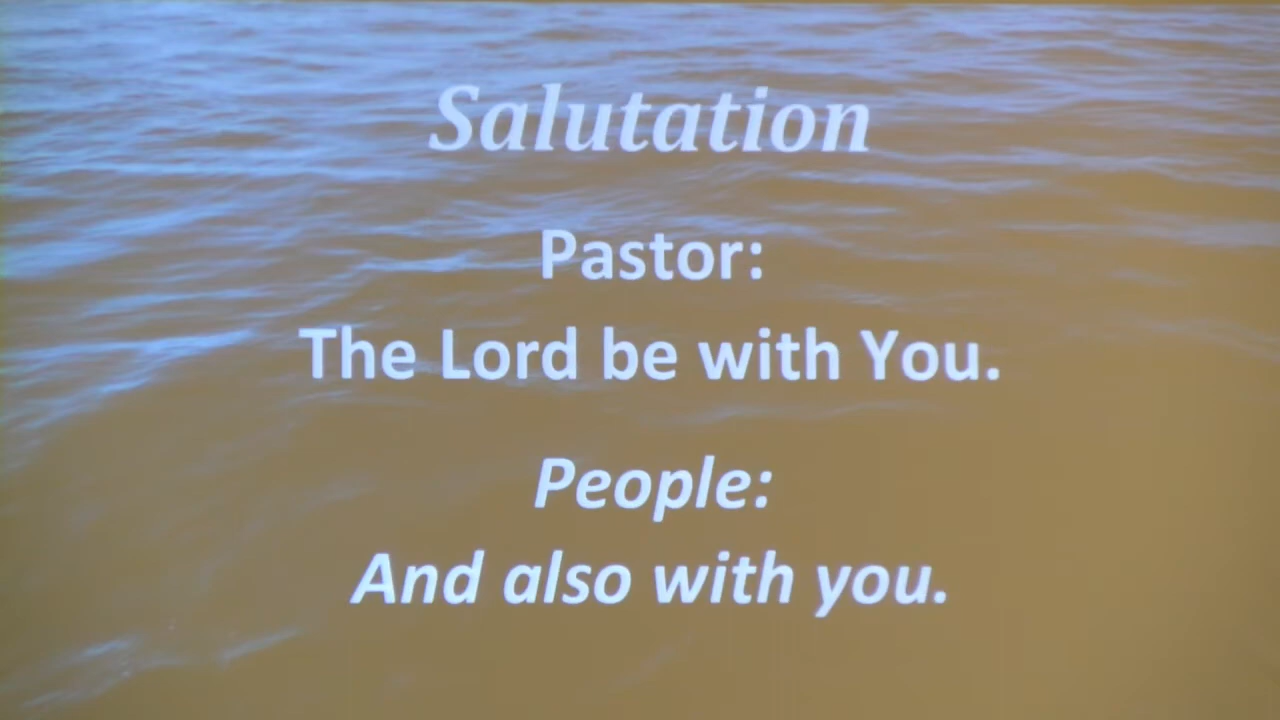 Salutation
Pastor:
The Lord be with You.
People:
And also with you.